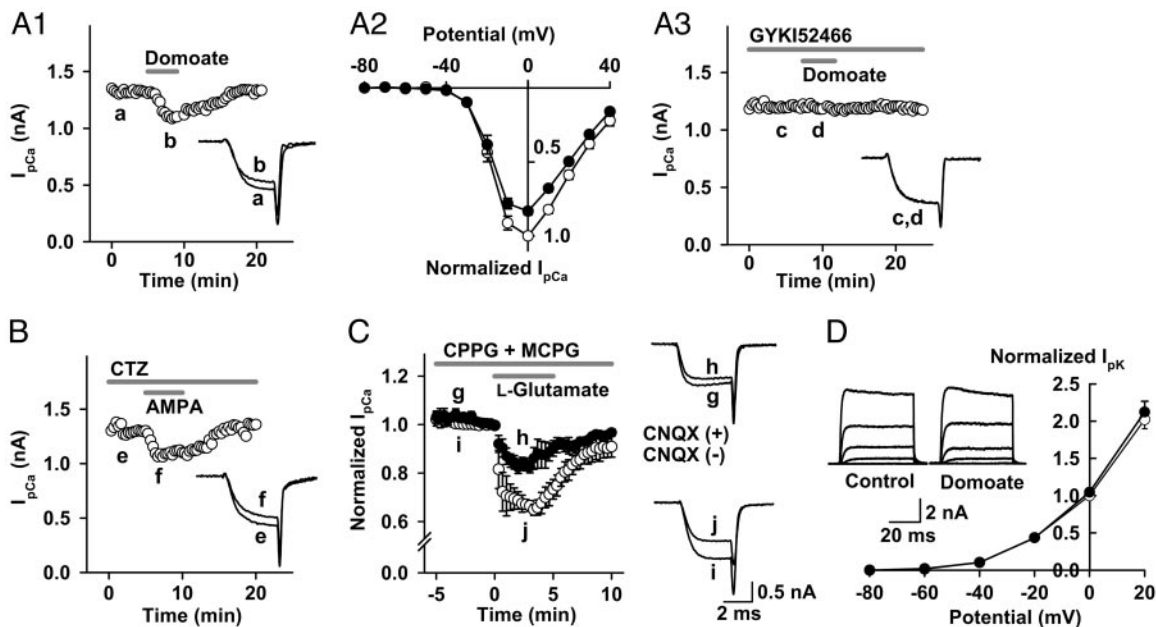 A1
Domoate
1.5
1.0
0.5
0.0
I_pCa (nA)
a
b
b
a
0 10 20
Time (min)
A2
Potential (mV)
-80 -40 0 40
0.5
1.0
Normalized I_pCa
A3
GYKI52466
Domoate
1.5
1.0
0.5
0.0
I_pCa (nA)
c d
c,d
0 10 20
Time (min)
B
CTZ
AMPA
1.5
1.0
0.5
0.0
I_pCa (nA)
e
f
f
e
0 10 20
Time (min)
C
CPPG + MCPG
L-Glutamate
1.2
1.0
0.8
0.6
0.0
Normalized I_pCa
g
i
h
j
-5 0 5 10
Time (min)
h
g
CNQX (+)
CNQX (-)
j
i
0.5 nA
2 ms
D
Normalized I_pK
2.5
2.0
1.5
1.0
0.5
0.0
Control Domoate
2 nA
20 ms
-80 -60 -40 -20 0 20
Potential (mV)